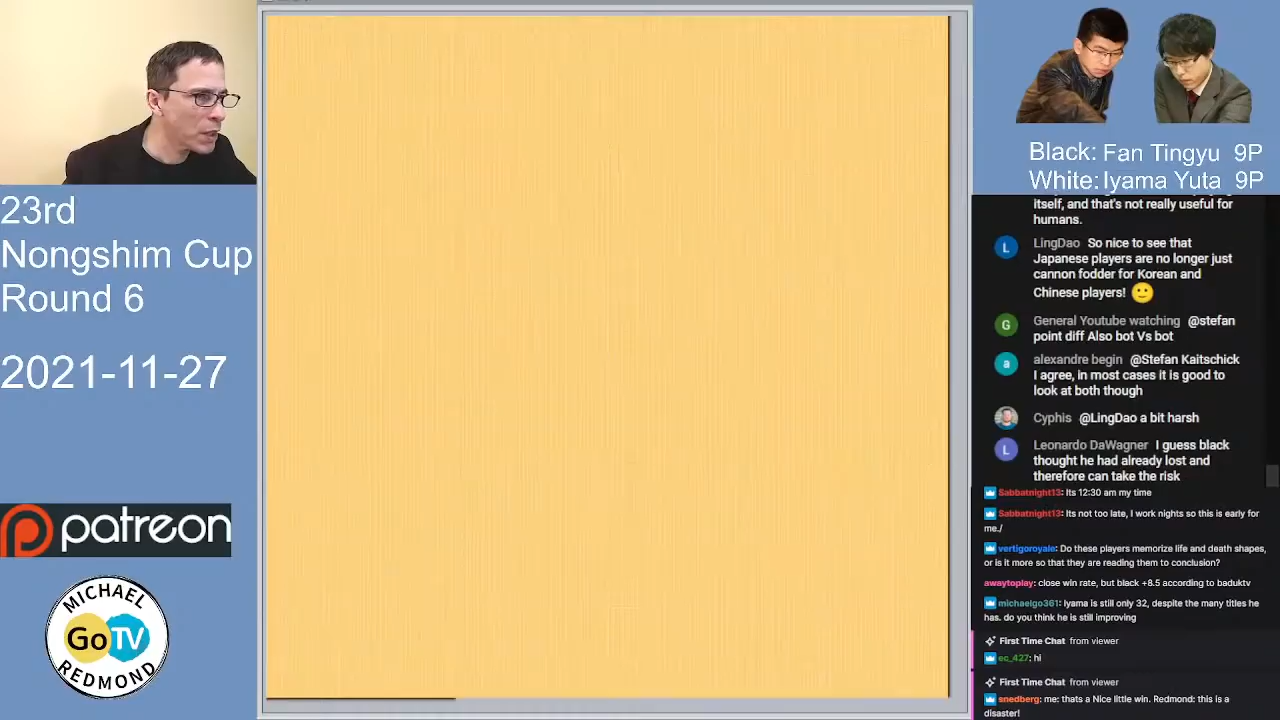 23rd
Nongshim Cup
Round 6
2021-11-27
patreon
MICHAEL
GoTV
REDMOND
Black: Fan Tingyu 9P
White: Iyama Yuta 9P
itself, and that's not really useful for
humans.
L LingDao So nice to see that
Japanese players are no longer just
cannon fodder for Korean and
Chinese players! 🙂
G General Youtube watching @stefan
point diff Also bot Vs bot
a alexandre begin @Stefan Kaitschick
I agree, in most cases it is good to
look at both though
Cyphis @LingDao a bit harsh
L Leonardo DaWagner I guess black
thought he had already lost and
therefore can take the risk
Sabbatnight13: Its 12:30 am my time
Sabbatnight13: Its not too late, I work nights so this is early for
me./
vertigoroyale: Do these players memorize life and death shapes,
or is it more so that they are reading them to conclusion?
awaytoplay: close win rate, but black +8.5 according to baduktv
michaelgo361: Iyama is still only 32, despite the many titles he
has. do you think he is still improving
First Time Chat from viewer
ec_427: hi
First Time Chat from viewer
snedberg: me: thats a Nice little win. Redmond: this is a
disaster!